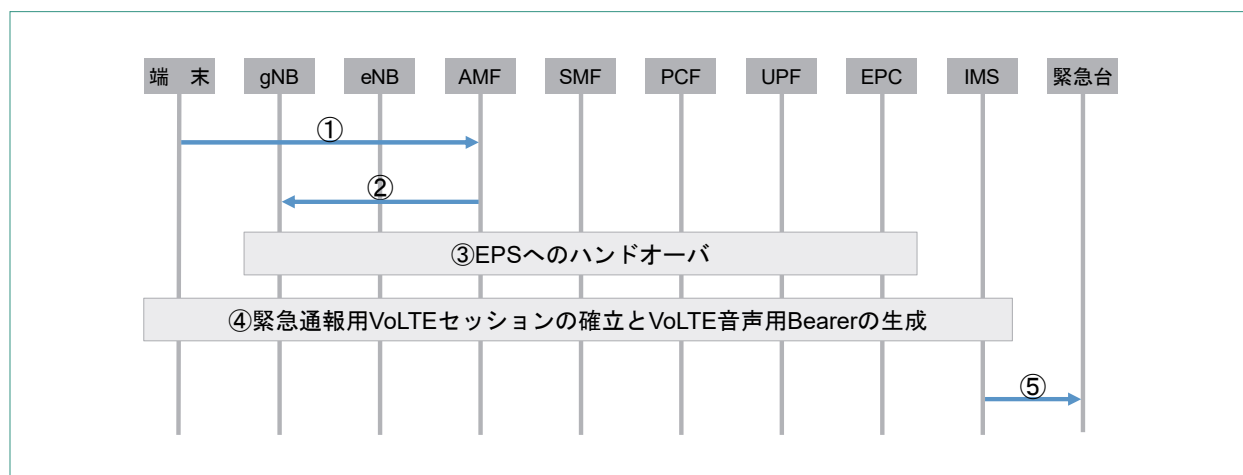 端　末 gNB eNB AMF SMF PCF UPF EPC IMS 緊急台
①
②
③EPSへのハンドオーバ
④緊急通報用VoLTEセッションの確立とVoLTE音声用Bearerの生成
⑤